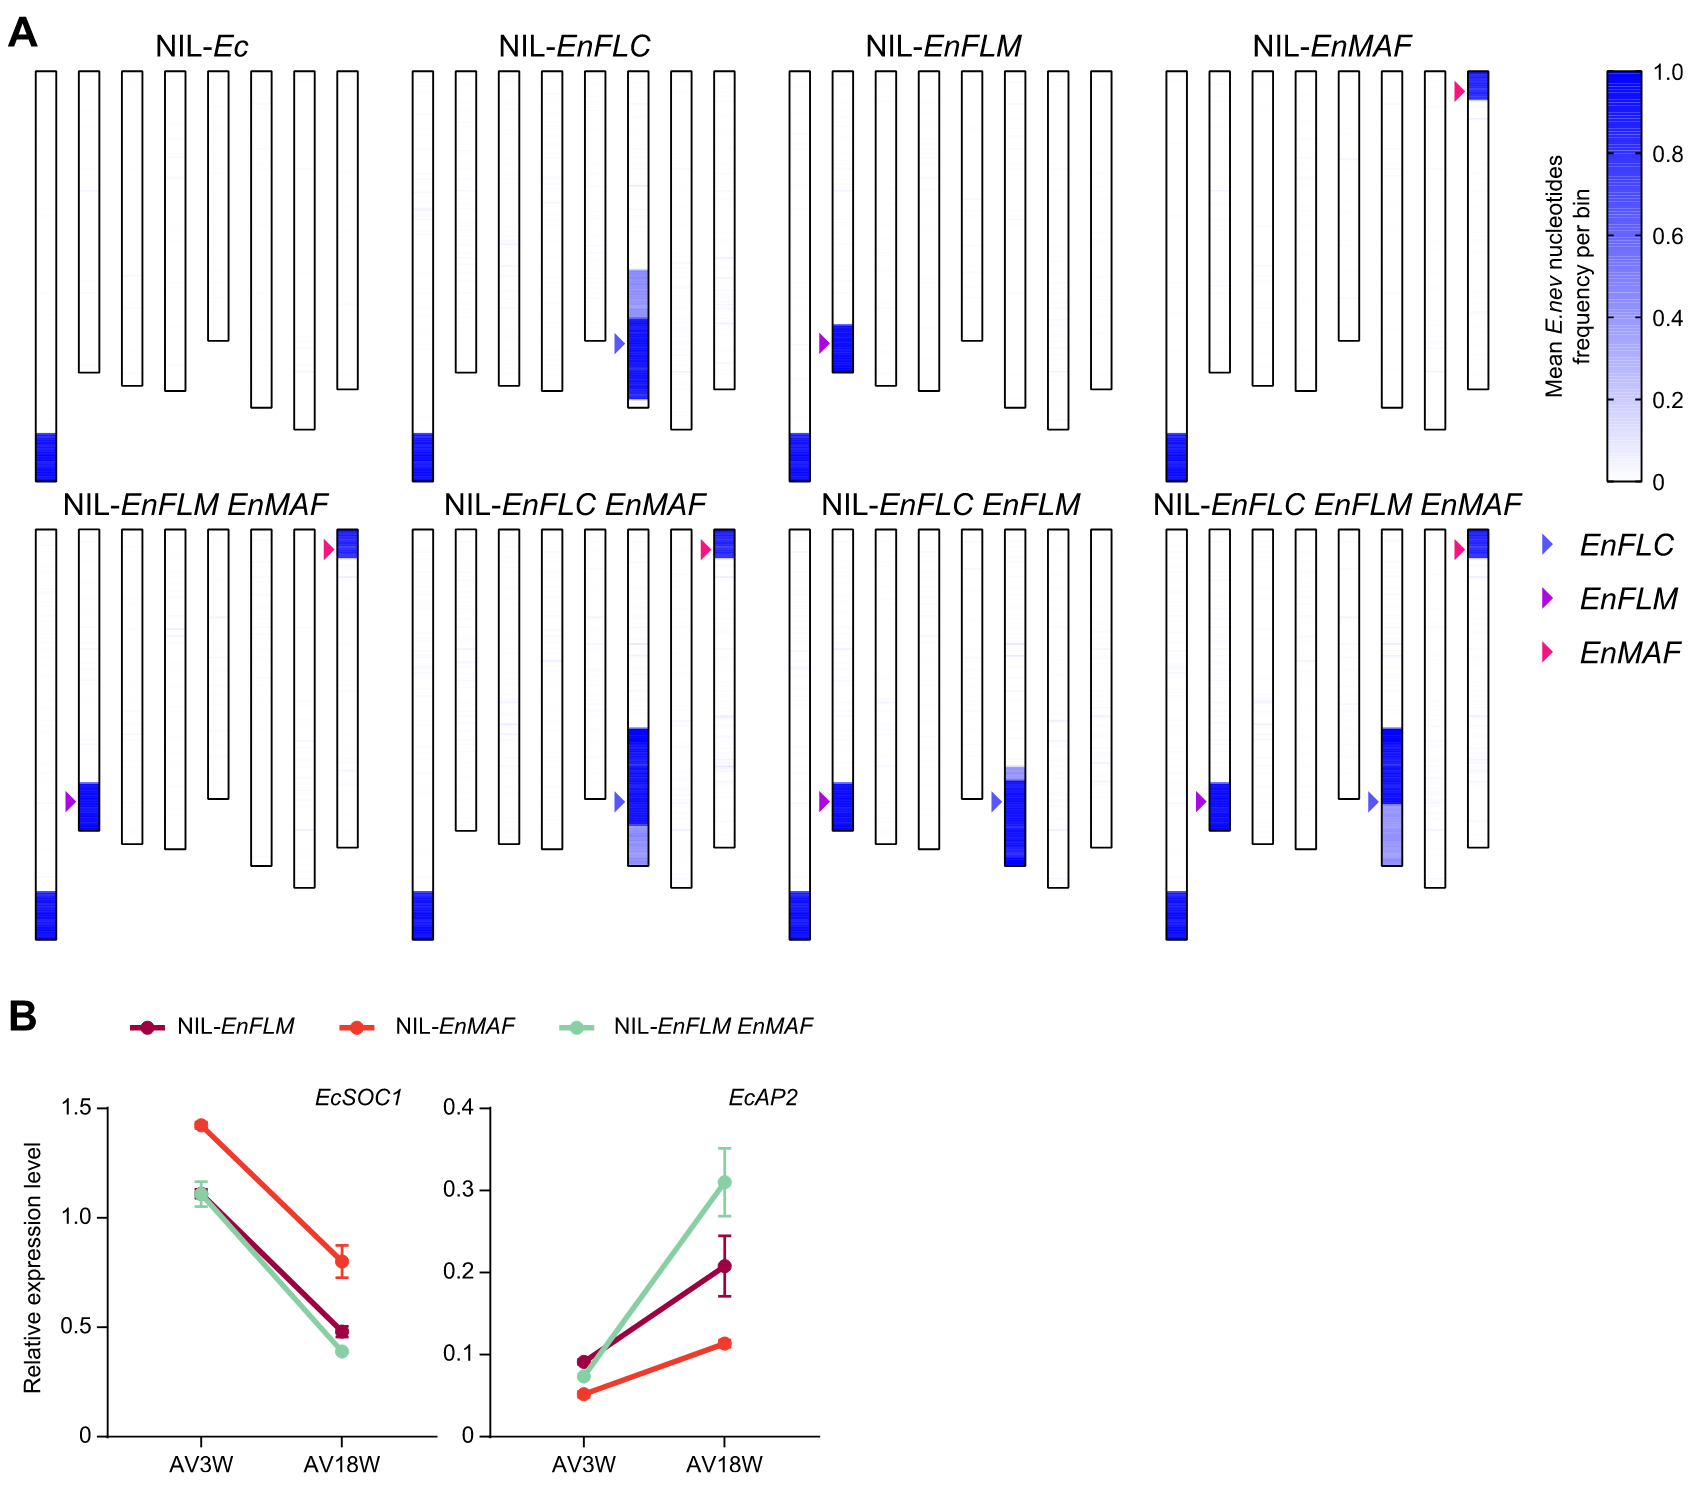 A
NIL-Ec
NIL-EnFLC
NIL-EnFLM
NIL-EnMAF
1.0
0.8
0.6
0.4
0.2
0
Mean E.nev nucleotides
frequency per bin
NIL-EnFLM EnMAF
NIL-EnFLC EnMAF
NIL-EnFLC EnFLM
NIL-EnFLC EnFLM EnMAF
EnFLC
EnFLM
EnMAF
B
NIL-EnFLM
NIL-EnMAF
NIL-EnFLM EnMAF
EcSOC1
Relative expression level
1.5
1.0
0.5
0
AV3W
AV18W
EcAP2
0.4
0.3
0.2
0.1
0
AV3W
AV18W